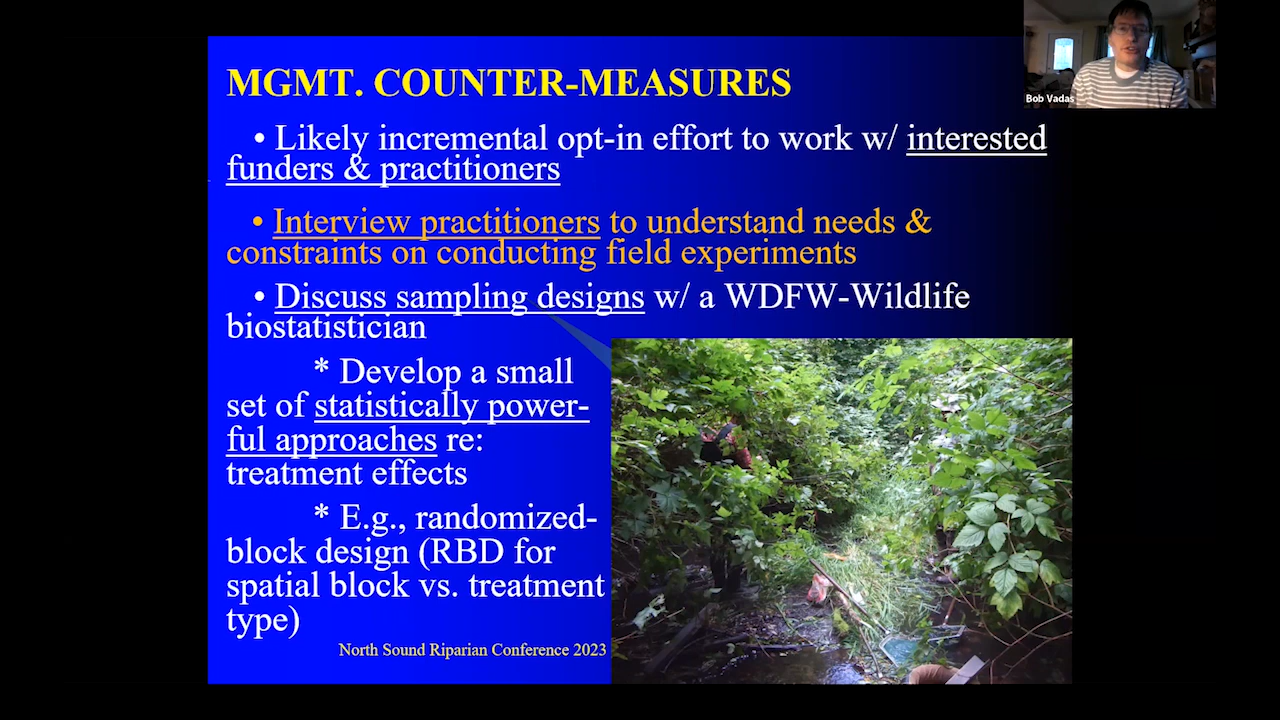 MGMT. COUNTER-MEASURES
Bob Vadas
• Likely incremental opt-in effort to work w/ interested
funders & practitioners
• Interview practitioners to understand needs &
constraints on conducting field experiments
• Discuss sampling designs w/ a WDFW-Wildlife
biostatistician
* Develop a small
set of statistically power-
ful approaches re:
treatment effects
* E.g., randomized-
block design (RBD for
spatial block vs. treatment
type)
North Sound Riparian Conference 2023